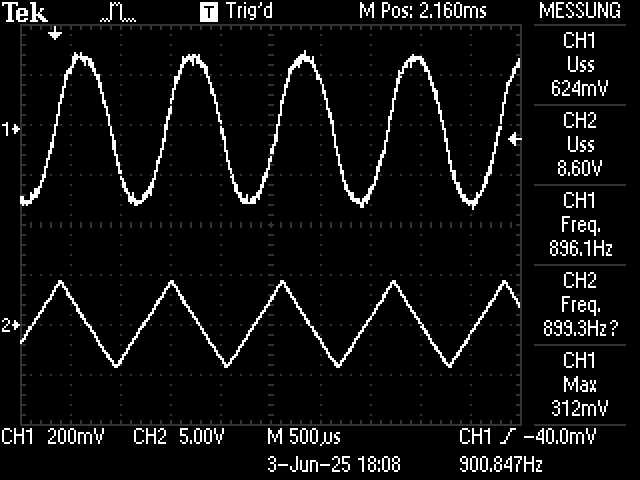 Tek T Trig'd M Pos: 2.160ms MESSUNG
CH1
Uss
624mV
CH2
Uss
8.60V
CH1
Freq.
896.1Hz
CH2
Freq.
899.3Hz?
CH1
Max
312mV
1
2
CH1 200mV CH2 5.00V M 500µs CH1 -40.0mV
3-Jun-25 18:08 900.847Hz